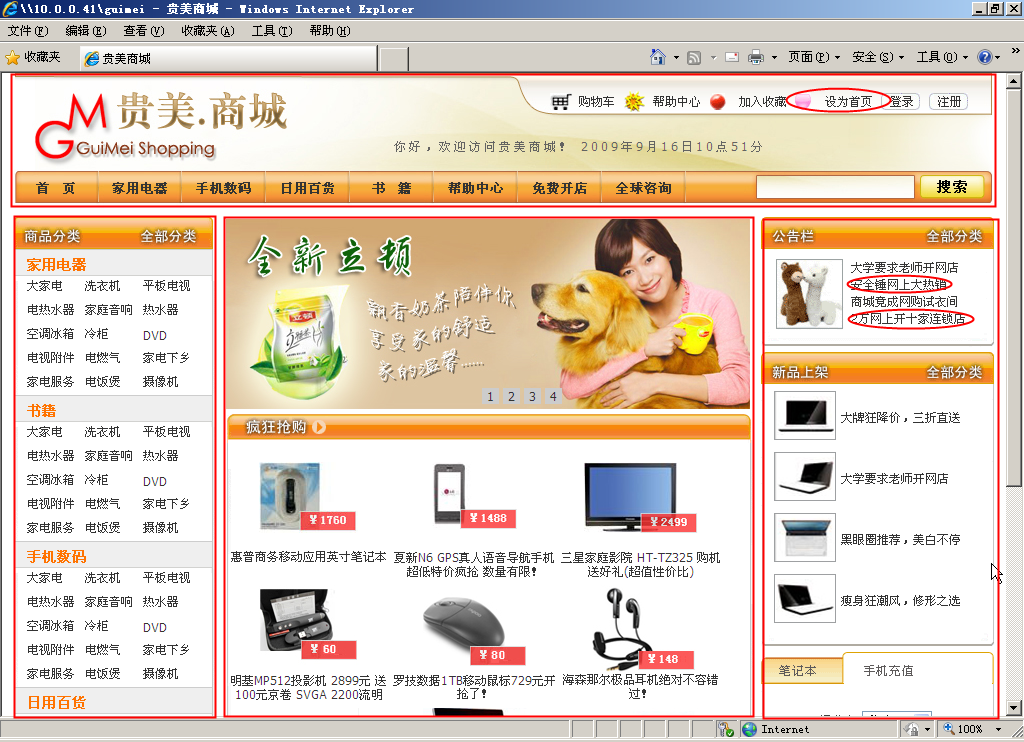 \\10.0.0.41\guimei - 贵美商城 - Windows Internet Explorer
文件(F) 编辑(E) 查看(V) 收藏夹(A) 工具(T) 帮助(H)
收藏夹 贵美商城 页面(P) 安全(S) 工具(O)
贵美.商城
GuiMei Shopping
购物车 帮助中心 加入收藏 设为首页 登录 注册
你好，欢迎访问贵美商城! 2009年9月16日10点51分
首 页 家用电器 手机数码 日用百货 书 籍 帮助中心 免费开店 全球咨询 搜索
商品分类 全部分类
家用电器
大家电 洗衣机 平板电视
电热水器 家庭音响 热水器
空调冰箱 冷柜 DVD
电视附件 电燃气 家电下乡
家电服务 电饭煲 摄像机
书籍
大家电 洗衣机 平板电视
电热水器 家庭音响 热水器
空调冰箱 冷柜 DVD
电视附件 电燃气 家电下乡
家电服务 电饭煲 摄像机
手机数码
大家电 洗衣机 平板电视
电热水器 家庭音响 热水器
空调冰箱 冷柜 DVD
电视附件 电燃气 家电下乡
家电服务 电饭煲 摄像机
日用百货
全新立顿
飘香奶茶陪伴你
享受家的舒适
家的温馨......
立顿
1 2 3 4
疯狂抢购
¥1760
¥1488
¥2499
惠普商务移动应用英寸笔记本
夏新N6 GPS真人语音导航手机
超低特价疯抢 数量有限!
三星家庭影院 HT-TZ325 购机
送好礼(超值性价比)
¥60
¥80
¥148
明基MP512投影机 2899元 送
100元京卷 SVGA 2200流明
罗技数据1TB移动鼠标729元开
抢了!
海森那尔极品耳机绝对不容错
过!
公告栏 全部分类
大学要求老师开网店
安全锤网上大热销
商城竟成网购试衣间
2万网上开十家连锁店
新品上架 全部分类
大牌狂降价，三折直送
大学要求老师开网店
黑眼圈推荐，美白不停
瘦身狂潮风，修形之选
笔记本 手机充值
Internet 100%